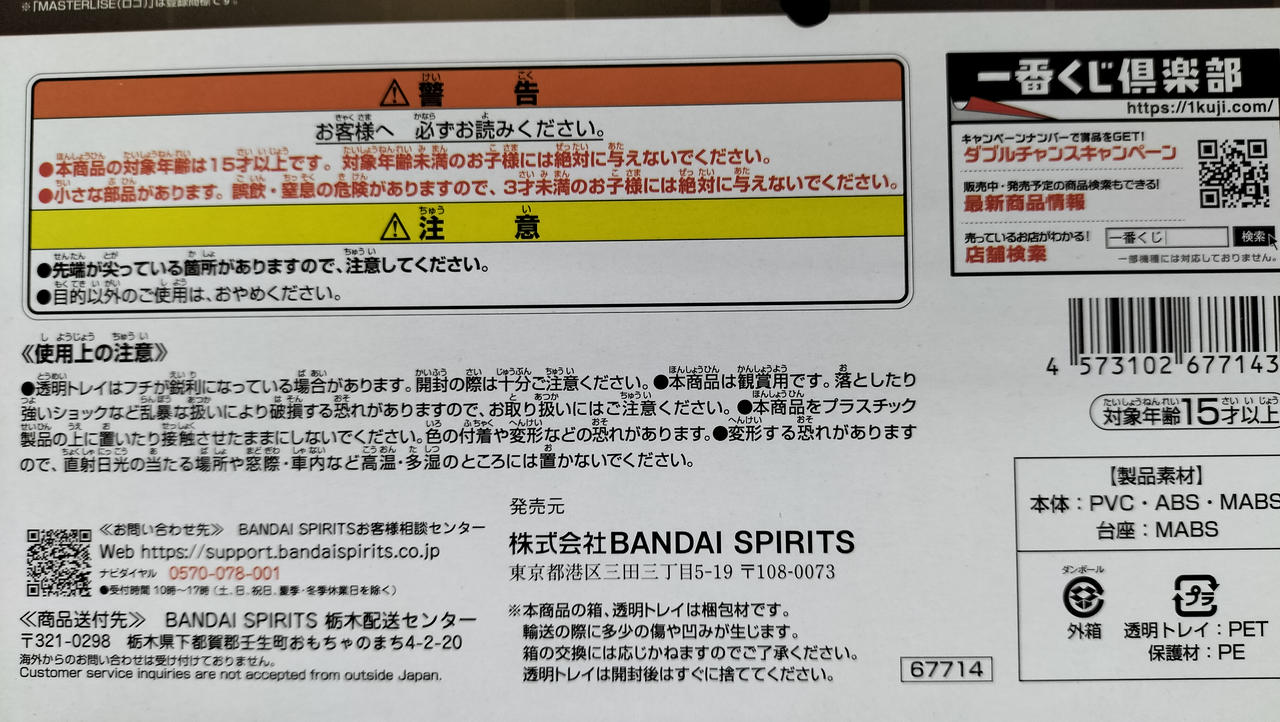 ※「MASTERLISE(ロゴ)」は登録商標です。
⚠警告
お客様へ 必ずお読みください。
●本商品の対象年齢は15才以上です。対象年齢未満のお子様には絶対に与えないでください。
●小さな部品があります。誤飲・窒息の危険がありますので、3才未満のお子様には絶対に与えないでください。
⚠注意
●先端が尖っている箇所がありますので、注意してください。
●目的以外のご使用は、おやめください。
《使用上の注意》
●透明トレイはフチが鋭利になっている場合があります。開封の際は十分ご注意ください。●本商品は観賞用です。落としたり
強いショックなど乱暴な扱いにより破損する恐れがありますので、お取り扱いにはご注意ください。●本商品をプラスチック
製品の上に置いたり接触させたままにしないでください。色の付着や変形などの恐れがあります。●変形する恐れがあります
ので、直射日光の当たる場所や窓際・車内など高温・多湿のところには置かないでください。
≪お問い合わせ先≫ BANDAI SPIRITSお客様相談センター
Web https://support.bandaispirits.co.jp
ナビダイヤル 0570-078-001
●受付時間 10時〜17時(土、日、祝日、夏季・冬季休業日を除く)
≪商品送付先≫ BANDAI SPIRITS 栃木配送センター
〒321-0298 栃木県下都賀郡壬生町おもちゃのまち4-2-20
海外からのお問い合わせは受け付けておりません。
Customer service inquiries are not accepted from outside Japan.
発売元
株式会社BANDAI SPIRITS
東京都港区三田三丁目5-19 〒108-0073
※本商品の箱、透明トレイは梱包材です。
輸送の際に多少の傷や凹みが生じます。
箱の交換には応じかねますのでご了承ください。
透明トレイは開封後はすぐに捨ててください。
67714
一番くじ倶楽部
https://1kuji.com/
キャンペーンナンバーで賞品をGET!
ダブルチャンスキャンペーン
販売中・発売予定の商品検索もできる!
最新商品情報
売っているお店がわかる!
店舗検索
一番くじ 検索
一部機種には対応しておりません。
4 573102 677143
対象年齢15才以上
【製品素材】
本体：PVC・ABS・MABS
台座：MABS
ダンボール
外箱
プラ
透明トレイ：PET
保護材：PE